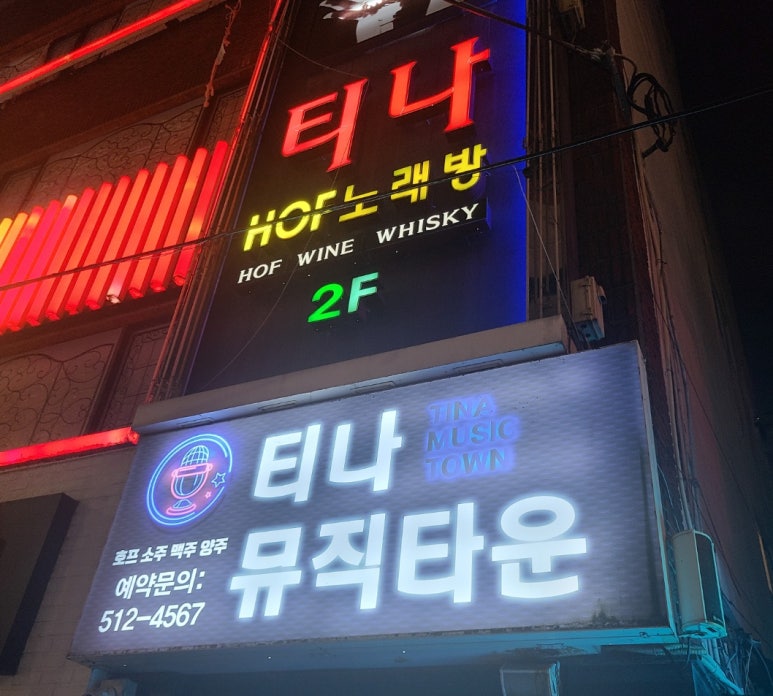 티나
HOF노래방
HOF WINE WHISKY
2F
티나
TINA
MUSIC
TOWN
뮤직타운
호프 소주 맥주 양주
예약문의:
512-4567